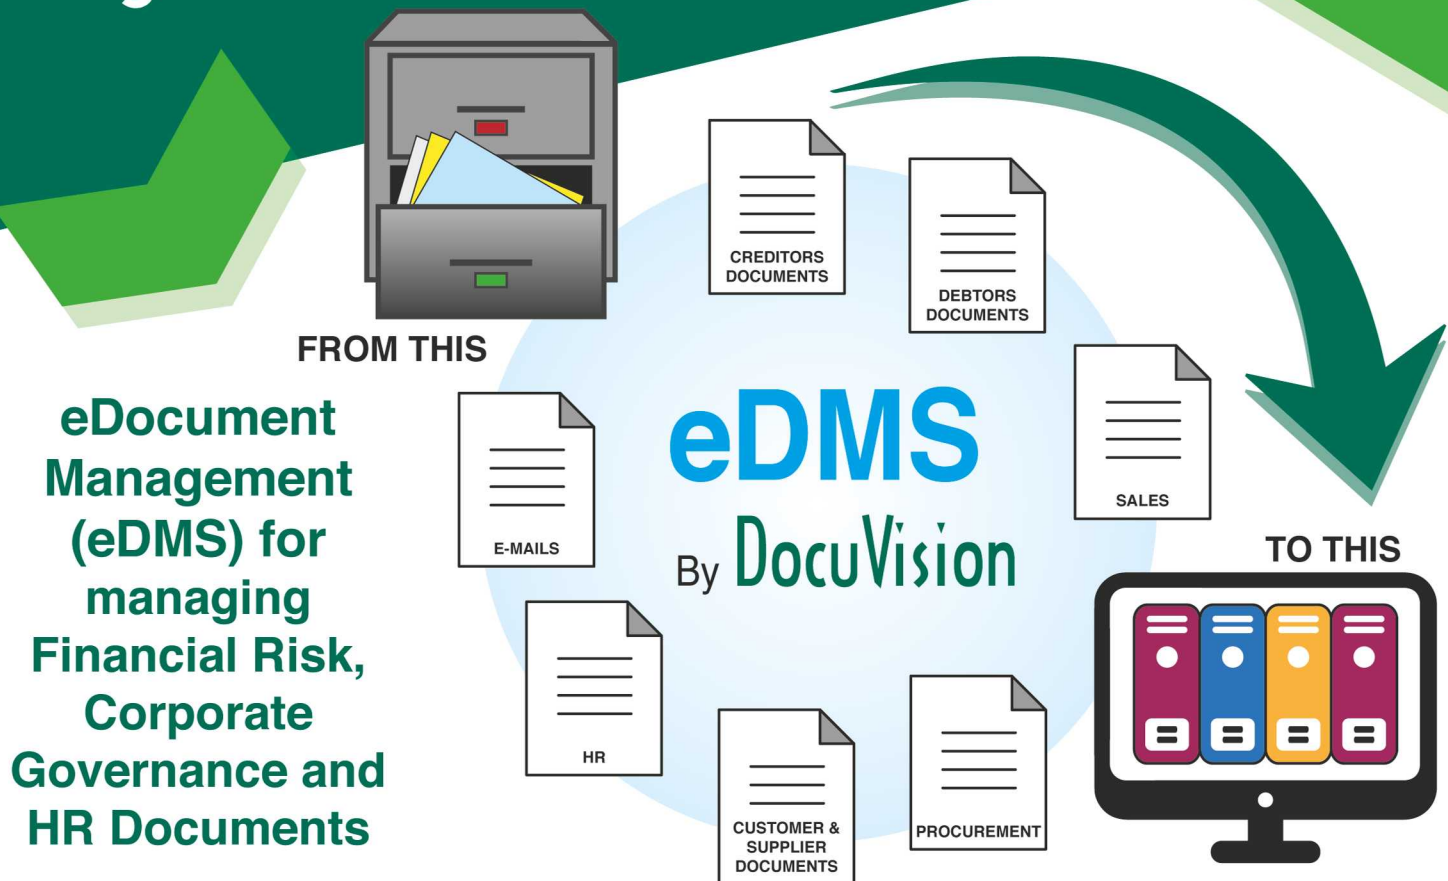 FROM THIS
eDocument
Management
(eDMS) for
managing
Financial Risk,
Corporate
Governance and
HR Documents
CREDITORS
DOCUMENTS
DEBTORS
DOCUMENTS
SALES
E-MAILS
eDMS
By DocuVision
HR
CUSTOMER &
SUPPLIER
DOCUMENTS
PROCUREMENT
TO THIS